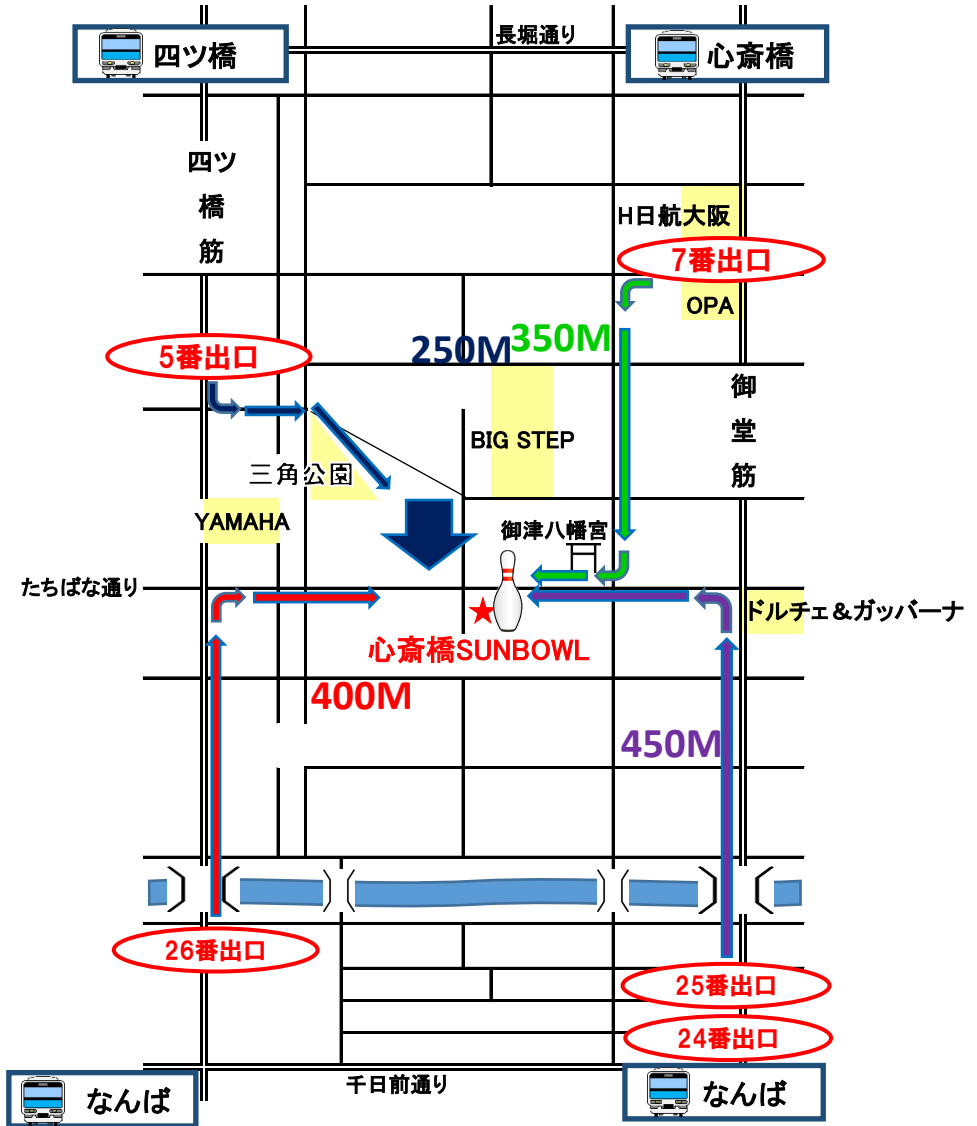 長堀通り
四ツ橋
心斎橋
四ツ
橋
筋
H日航大阪
7番出口
OPA
250M
350M
5番出口
御
堂
筋
BIG STEP
三角公園
YAMAHA
御津八幡宮
たちばな通り
ドルチェ&ガッバーナ
★
心斎橋SUNBOWL
400M
450M
26番出口
25番出口
24番出口
千日前通り
なんば
なんば